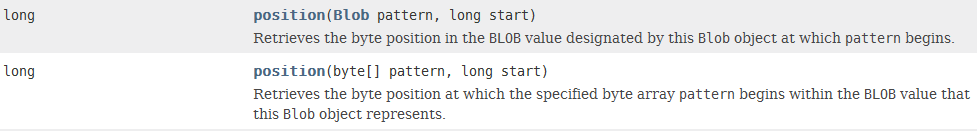 long position(Blob pattern, long start)
Retrieves the byte position in the BLOB value designated by this Blob object at which pattern begins.
long position(byte[] pattern, long start)
Retrieves the byte position at which the specified byte array pattern begins within the BLOB value that
this Blob object represents.